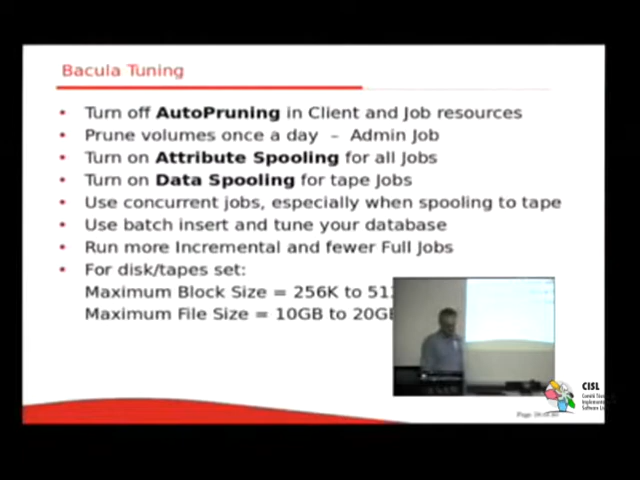 Bacula Tuning
• Turn off AutoPruning in Client and Job resources
• Prune volumes once a day – Admin Job
• Turn on Attribute Spooling for all Jobs
• Turn on Data Spooling for tape Jobs
• Use concurrent jobs, especially when spooling to tape
• Use batch insert and tune your database
• Run more Incremental and fewer Full Jobs
• For disk/tapes set:
Maximum Block Size = 256K to 51
Maximum File Size = 10GB to 20GB
CISL
Page